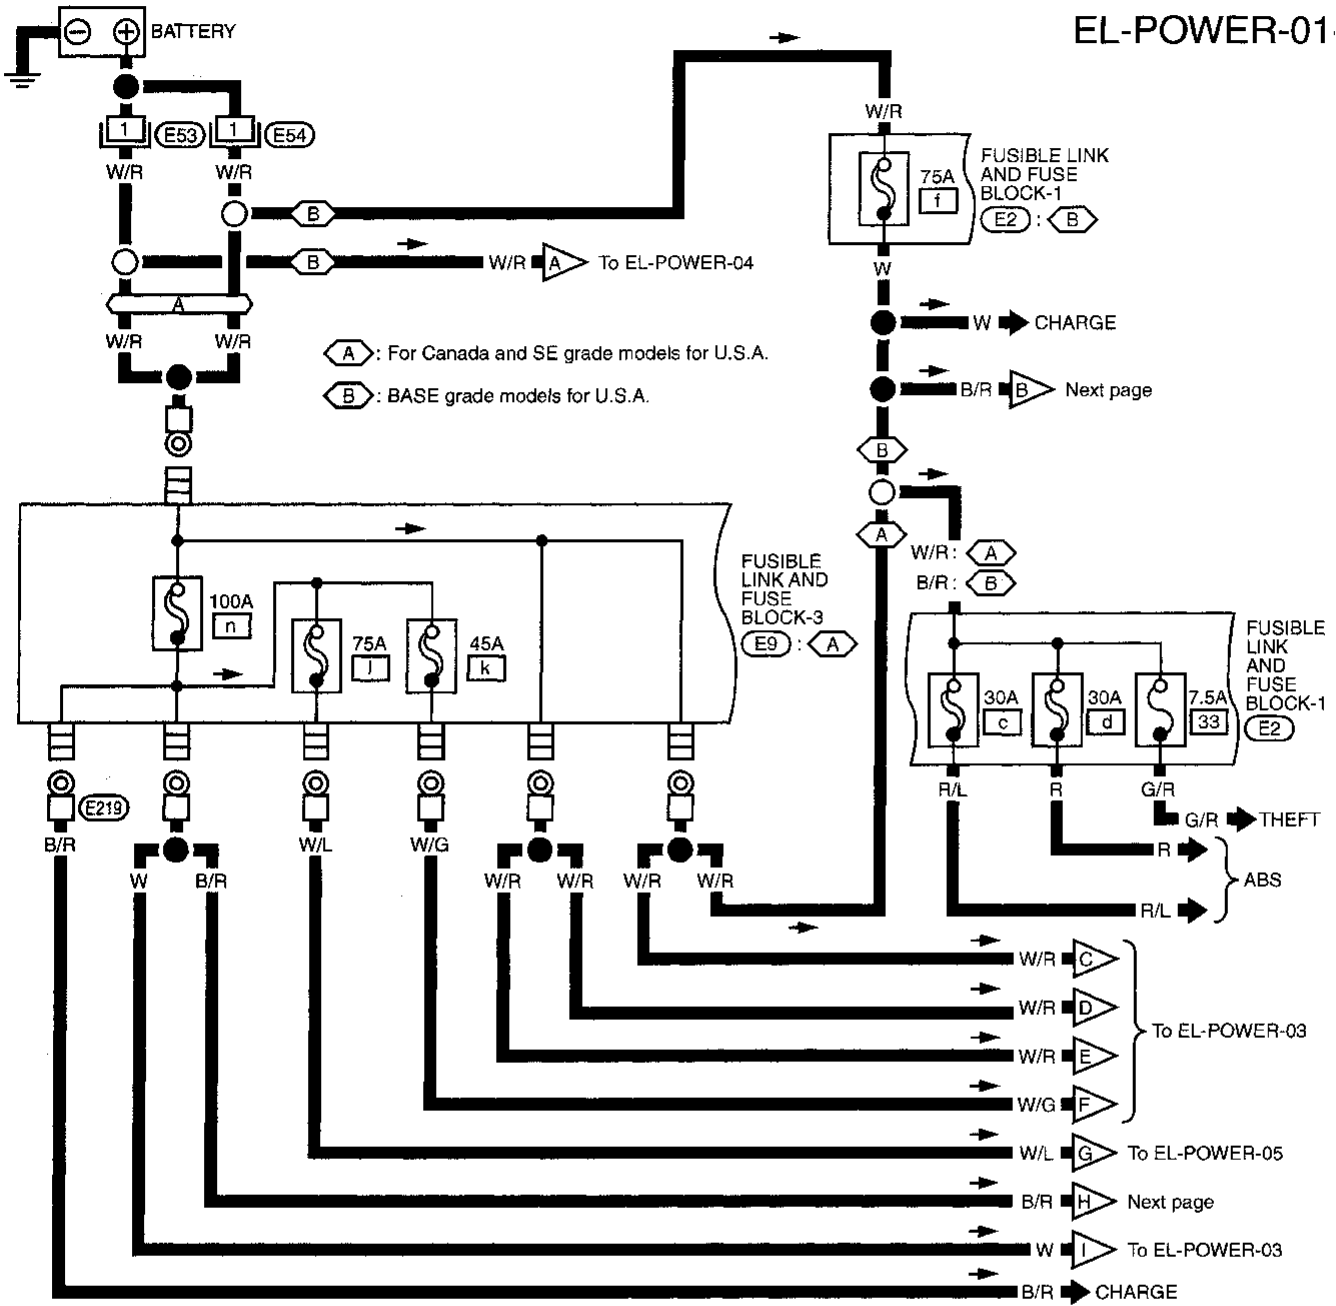 EL-POWER-01
BATTERY
1
E53
1
E54
W/R
W/R
W/R
75A
f
FUSIBLE LINK
AND FUSE
BLOCK-1
E2 : B
B
B
W/R
A
To EL-POWER-04
W
A
W/R
W/R
W
CHARGE
A : For Canada and SE grade models for U.S.A.
B : BASE grade models for U.S.A.
B/R
B
Next page
B
A
W/R : A
B/R : B
FUSIBLE
LINK AND
FUSE
BLOCK-3
E9 : A
100A
n
75A
j
45A
k
FUSIBLE
LINK
AND
FUSE
BLOCK-1
E2
30A
c
30A
d
7.5A
33
R/L
R
G/R
E219
G/R
THEFT
B/R
W/L
W/G
R
ABS
W
B/R
W/R
W/R
W/R
W/R
R/L
W/R
C
W/R
D
To EL-POWER-03
W/R
E
W/G
F
W/L
G
To EL-POWER-05
B/R
H
Next page
W
I
To EL-POWER-03
B/R
CHARGE